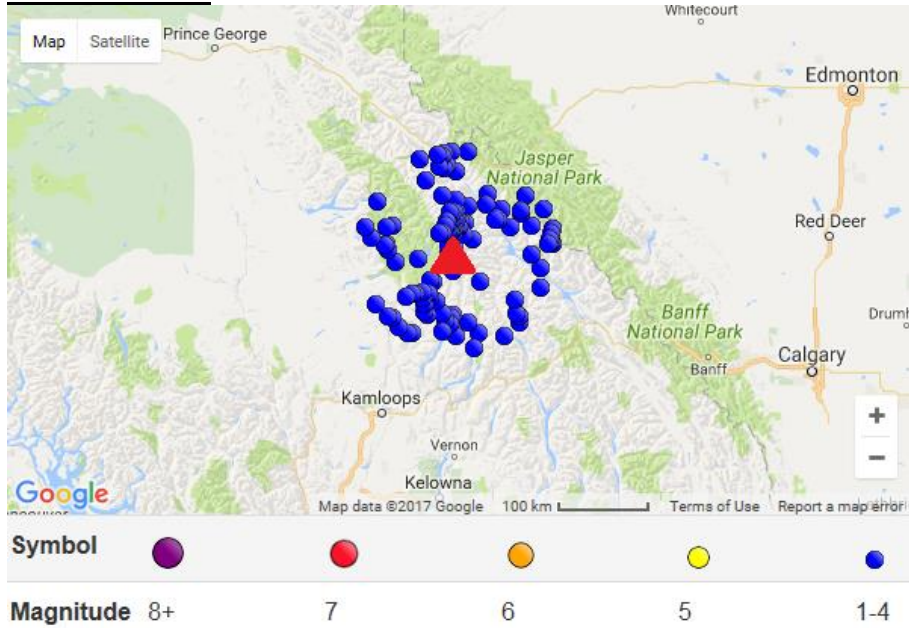 Whitecourt
Map Satellite
Prince George
Edmonton
Jasper
National Park
Red Deer
Banff
National Park
Calgary
Banff
Kamloops
Vernon
Kelowna
Google
Map data ©2017 Google 100 km Terms of Use Report a map error
Symbol
Magnitude 8+ 7 6 5 1-4